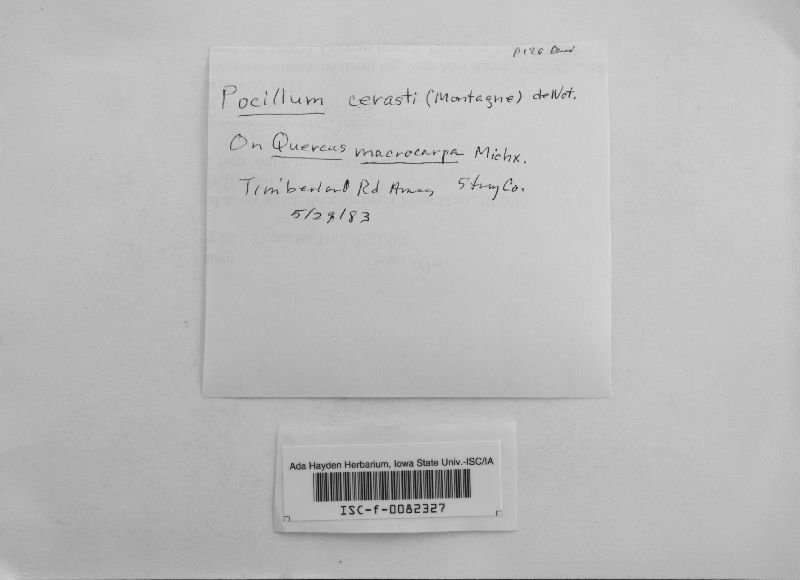 P120
Pocillum cerasti (Montagne) deNot.
On Quercus macrocarpa Michx.
Timberland Rd Ames, Story Co.
5/28/83
Ada Hayden Herbarium, Iowa State Univ.-ISC/IA
ISC-f-0082327